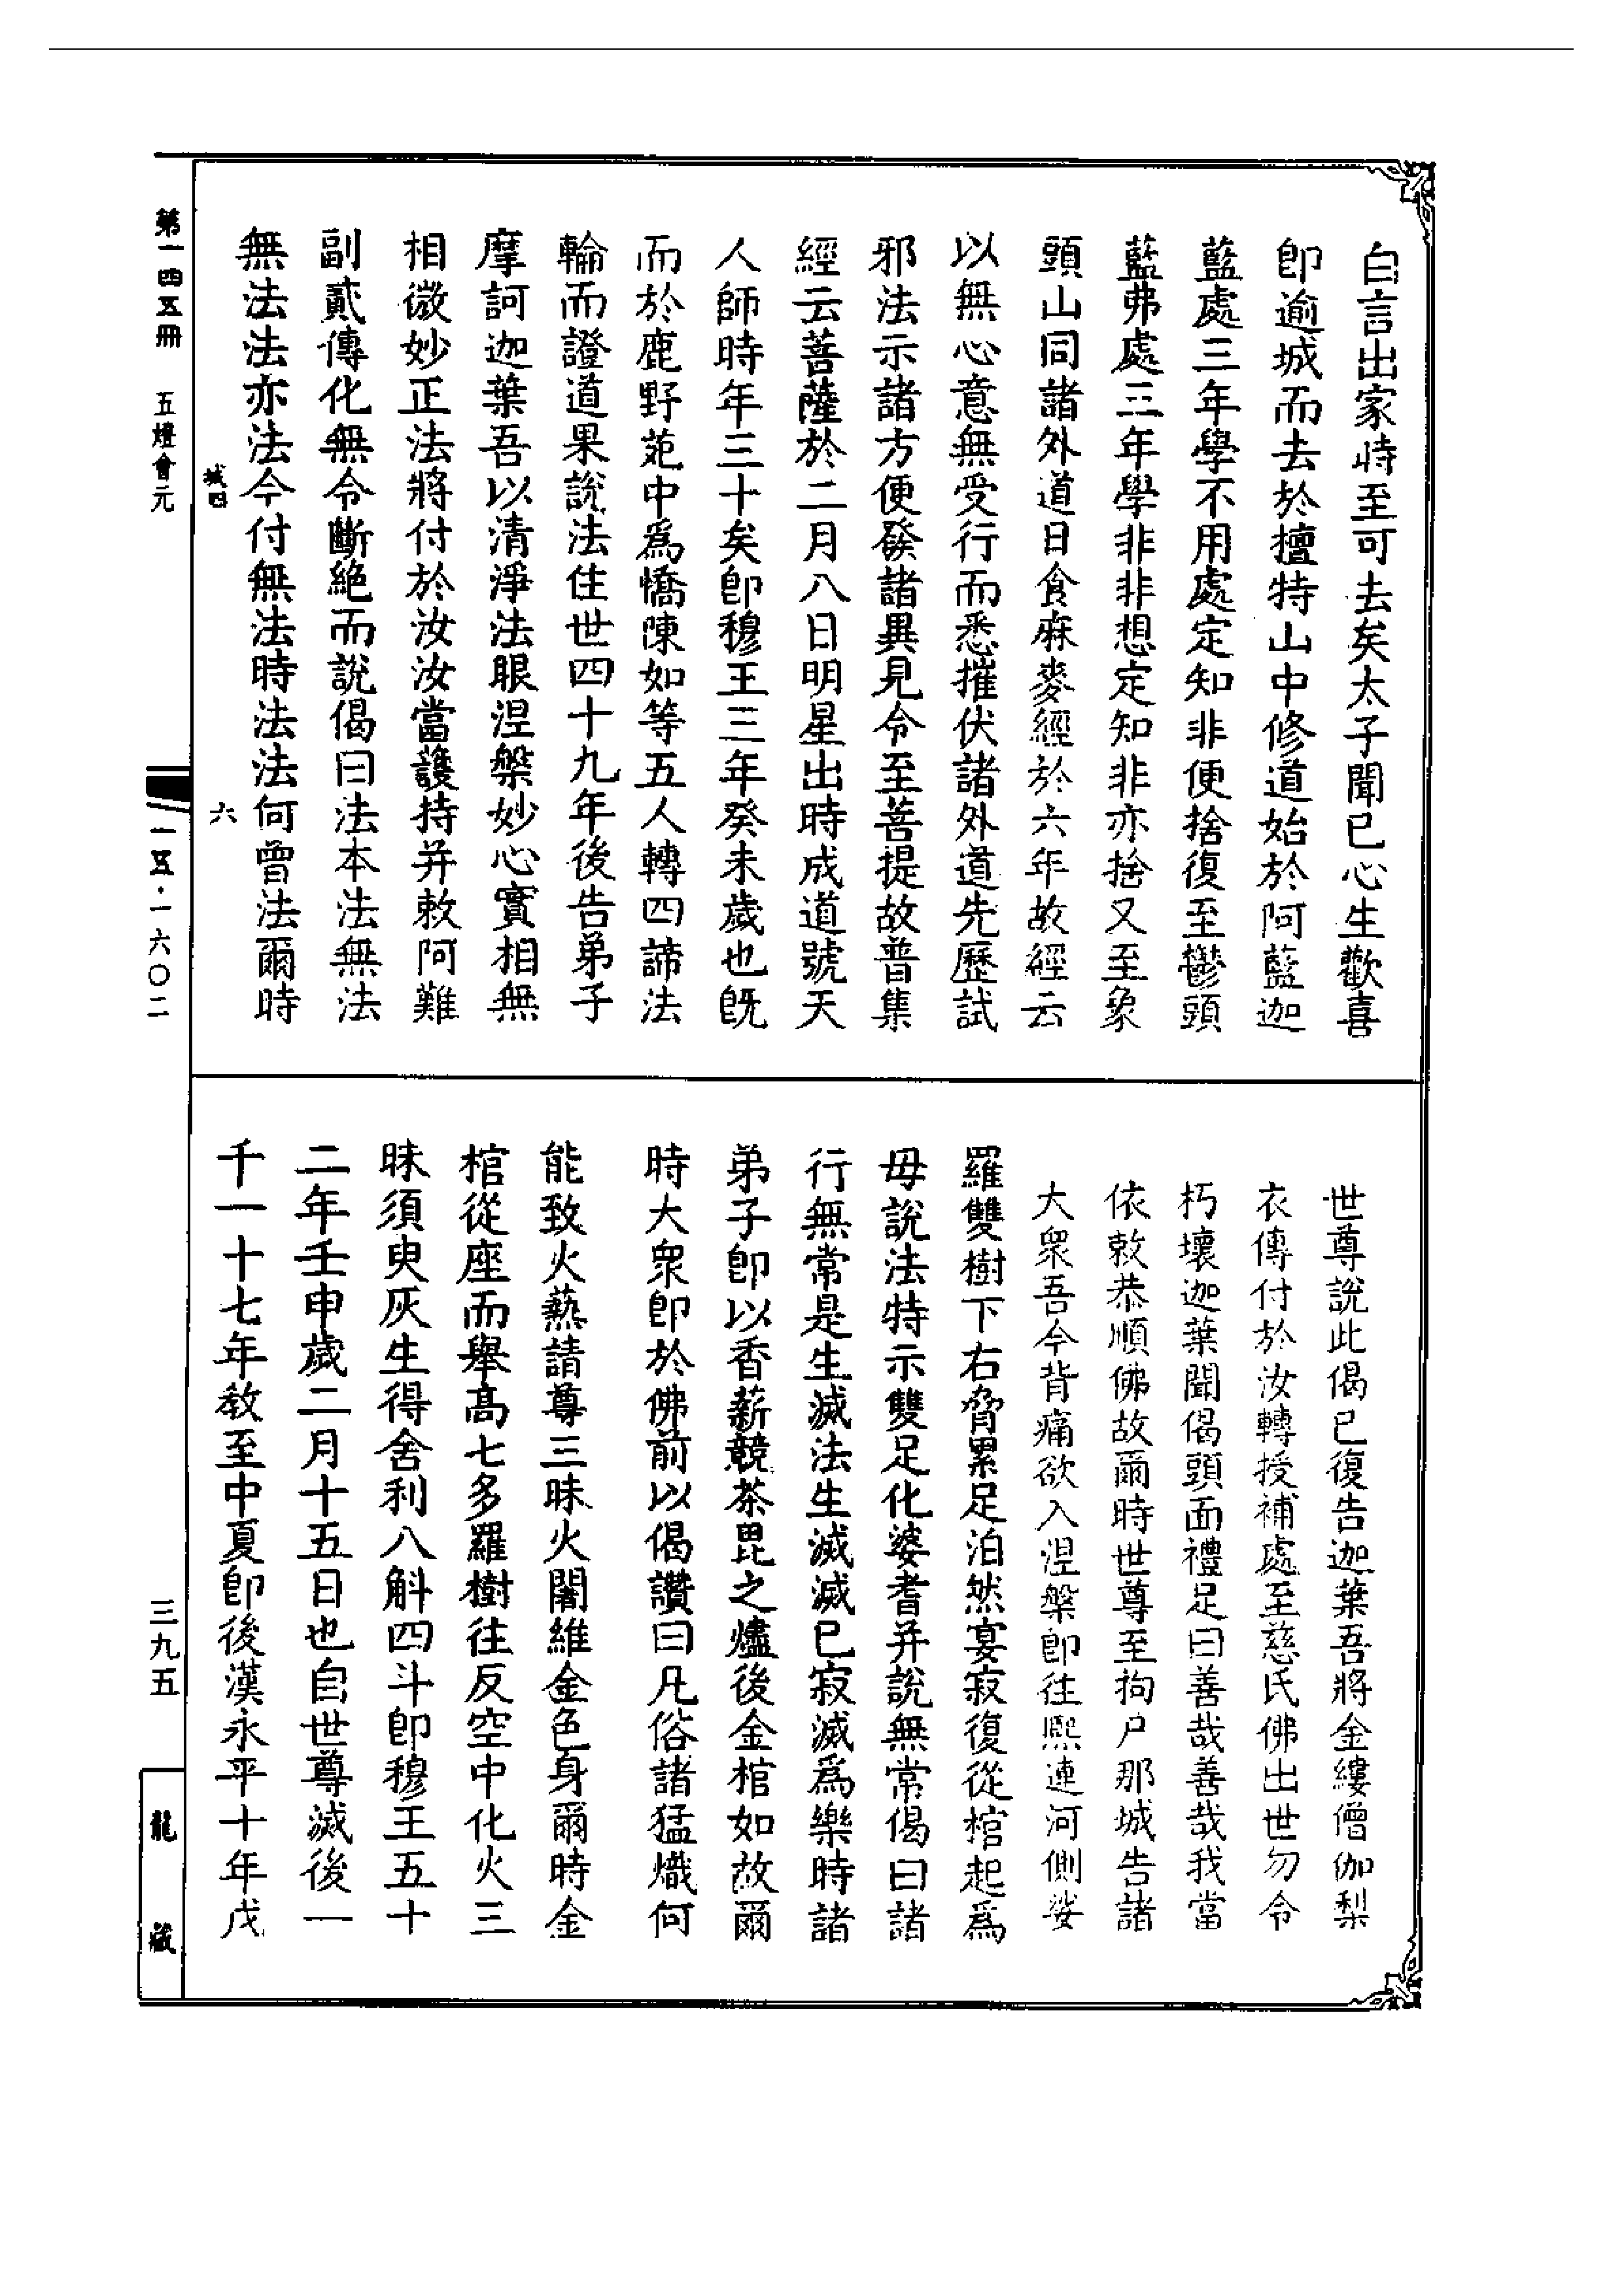 白言出家時至可去矣太子聞已心生歡喜
卽逾城而去於擅特山中修道始於阿藍迦
藍處三年學不用處定知非便捨復至鬱頭
藍弗處三年學非非想定知非亦捨又至象
頭山同諸外道日食麻麥經於六年故經云
以無心意無受行而悉摧伏諸外道先歷試
邪法示諸方便發諸異見令至菩提故普集
經云菩薩於二月八日明星出時成道號天
人師時年三十矣卽穆王三年癸未歲也旣
而於鹿野苑中爲憍陳如等五人轉四諦法
輪而證道果說法住世四十九年後告弟子
摩訶迦葉吾以清淨法眼涅槃妙心實相無
相微妙正法將付於汝汝當護持并敕阿難
副貳傳化無令斷絶而說偈曰法本法無法
無法法亦法今付無法時法法何曾法爾時
世尊說此偈已復告迦葉吾將金縷僧伽梨
衣傳付於汝轉授補處至慈氏佛出世勿令
朽壞迦葉聞偈頭面禮足曰善哉善哉我當
依敕恭順佛故爾時世尊至拘尸那城告諸
大衆吾今背痛欲入涅槃卽往熙連河側娑
羅雙樹下右脅累足泊然宴寂復從棺起爲
母說法特示雙足化婆耆并說無常偈曰諸
行無常是生滅法生滅滅已寂滅爲樂時諸
弟子卽以香薪競茶毘之燼後金棺如故爾
時大衆卽於佛前以偈讚曰凡俗諸猛熾何
能致火爇請尊三昧火闍維金色身爾時金
棺從座而舉高七多羅樹往反空中化火三
昧須臾灰生得舍利八斛四斗卽穆王五十
二年壬申歲二月十五日也自世尊滅後一
千一十七年教至中夏卽後漢永平十年戊
城四
六
第一四五冊
五燈會元
一五·一六〇二
三九五
龍藏